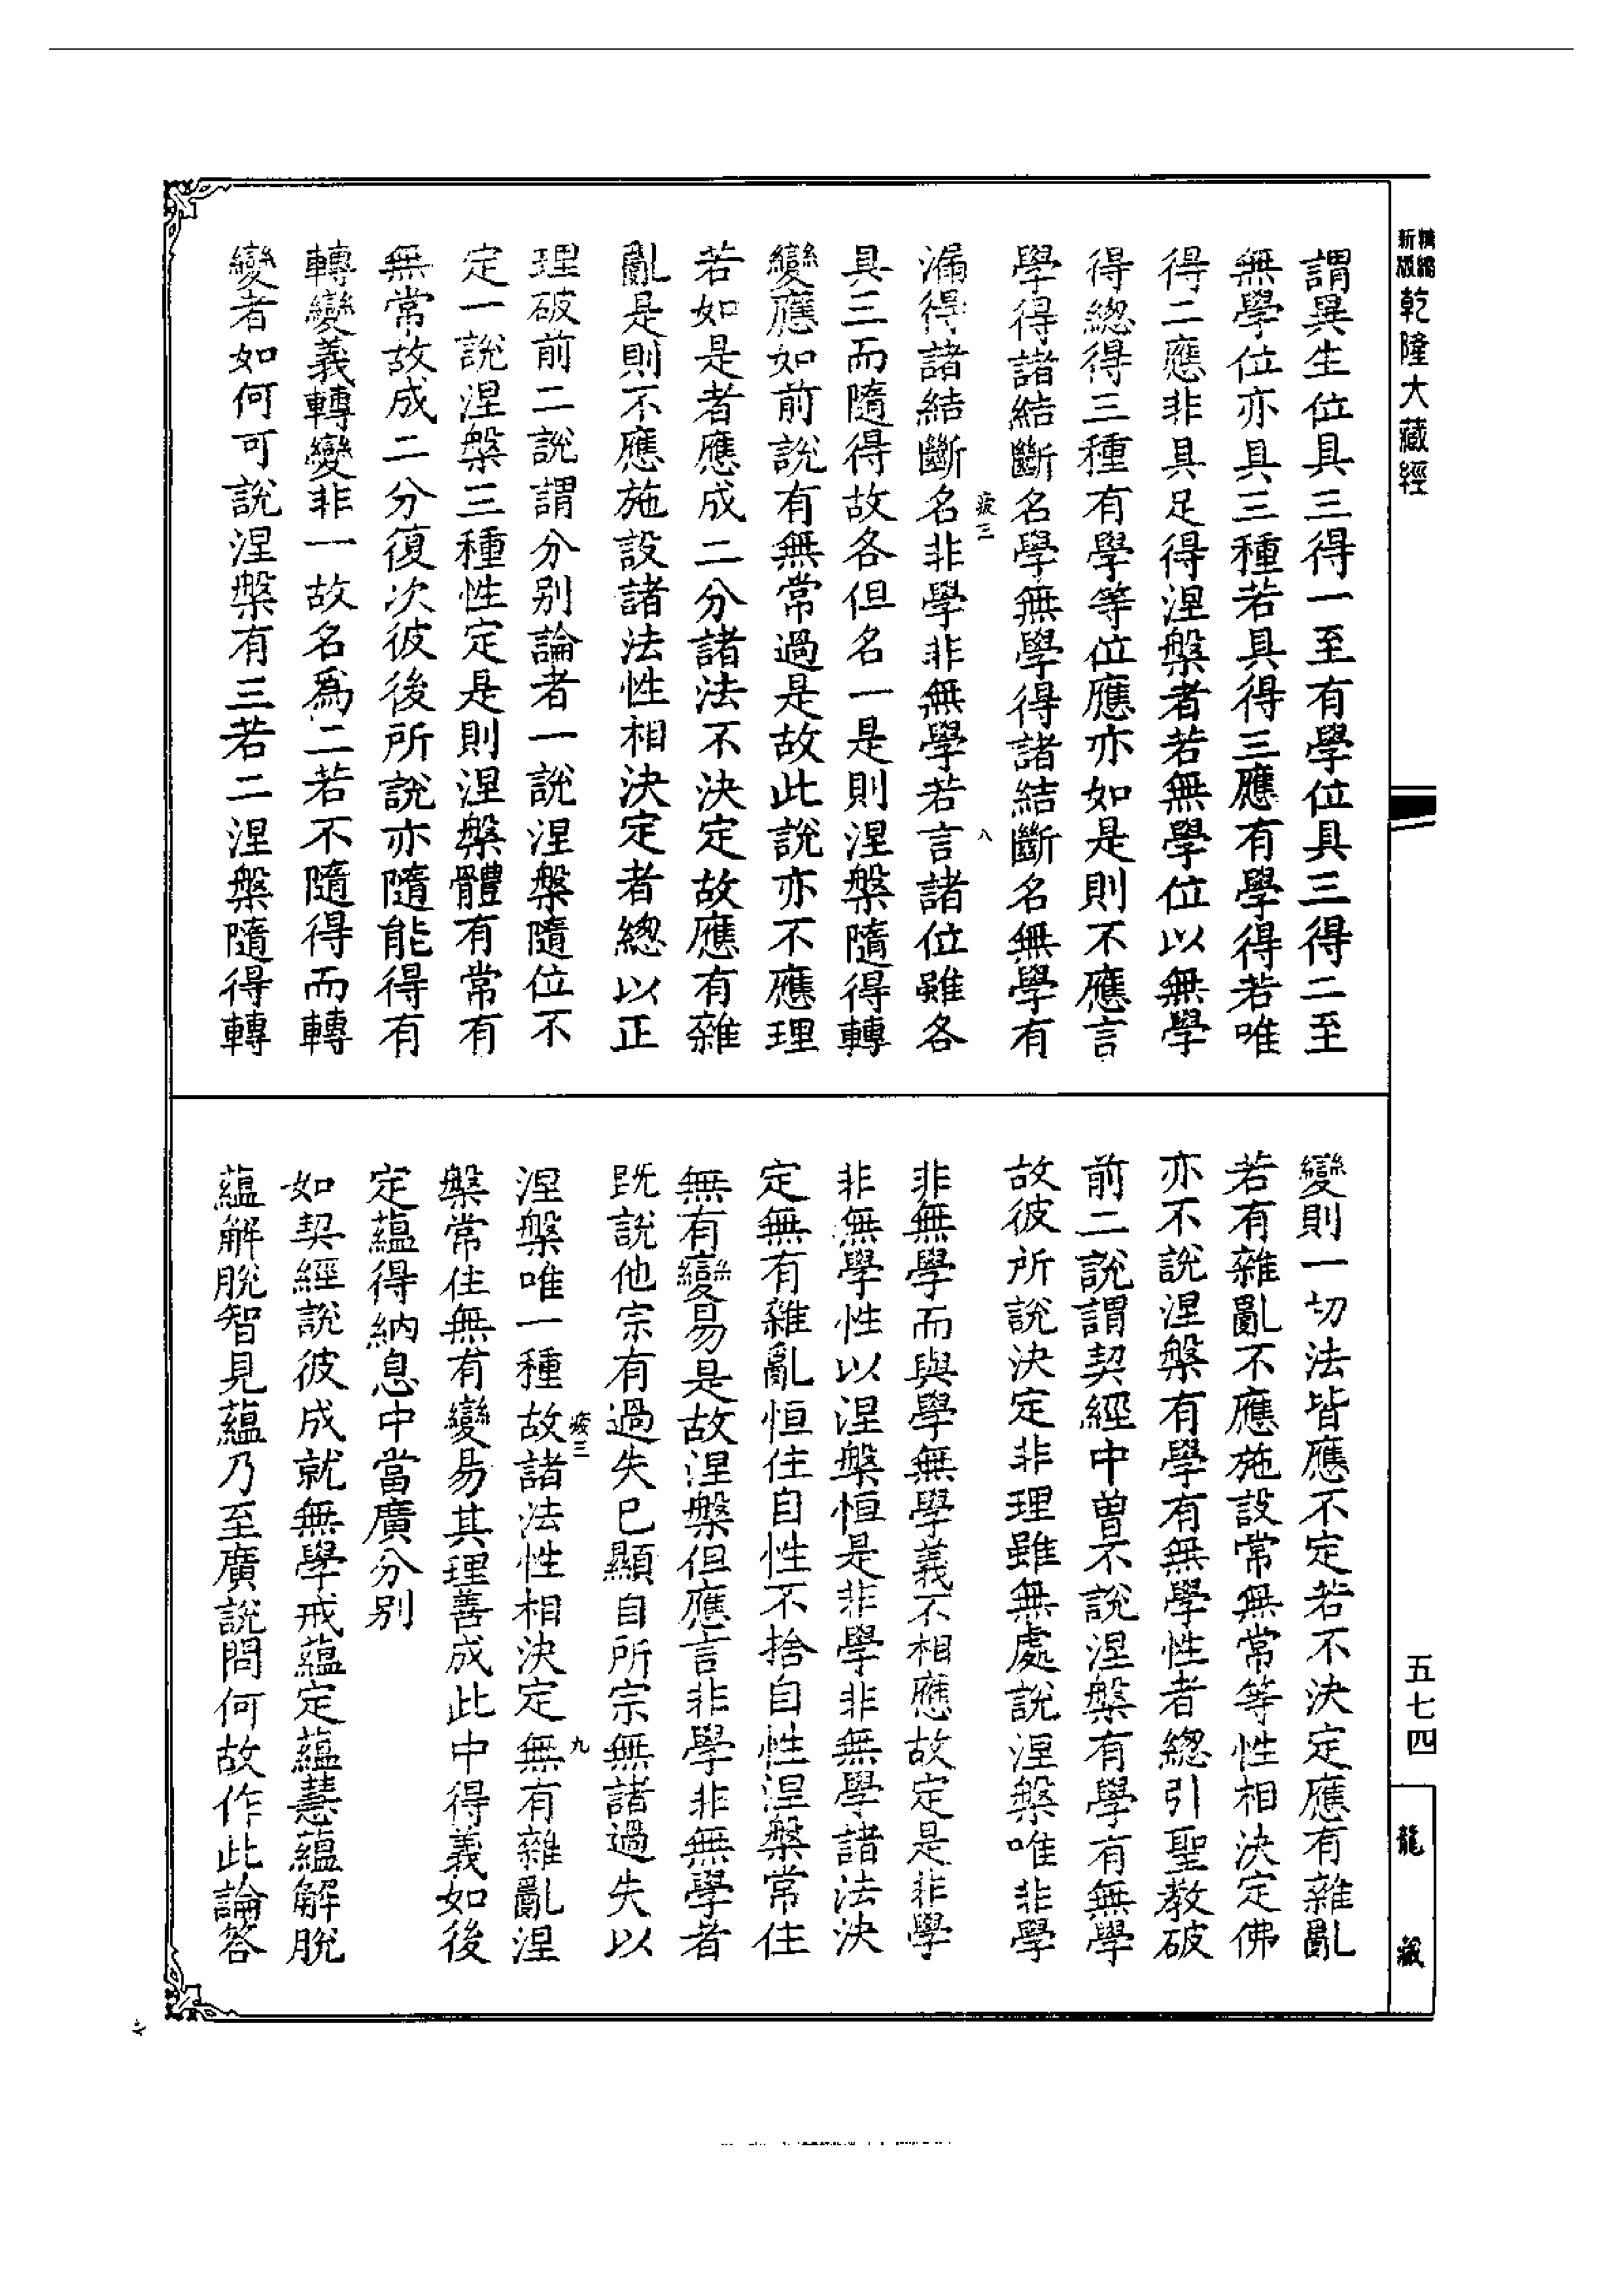 新版
精縮
乾隆大藏經
謂異生位具三得一至有學位具三得二至
無學位亦具三種若具得三應有學得若唯
得二應非具足得涅槃者若無學位以無學
得總得三種有學等位應亦如是則不應言
學得諸結斷名學無學得諸結斷名無學有
疲三
八
漏得諸結斷名非學非無學若言諸位雖各
具三而隨得故各但名一是則涅槃隨得轉
變應如前說有無常過是故此說亦不應理
若如是者應成二分諸法不決定故應有雜
亂是則不應施設諸法性相決定者總以正
理破前二說謂分別論者一說涅槃隨位不
定一說涅槃三種性定是則涅槃體有常有
無常故成二分復次彼後所說亦隨能得有
轉變義轉變非一故名為二若不隨得而轉
變者如何可說涅槃有三若二涅槃隨得轉
變則一切法皆應不定若不決定應有雜亂
若有雜亂不應施設常無常等性相決定佛
亦不說涅槃有學有無學性者總引聖教破
前二說謂契經中曾不說涅槃有學有無學
故彼所說決定非理雖無處說涅槃唯非學
非無學而與學無學義不相應故定是非學
非無學性以涅槃恒是非學非無學諸法決
定無有雜亂恒住自性不捨自性涅槃常住
無有變易是故涅槃但應言非學非無學者
既說他宗有過失已顯自所宗無諸過失以
疲三
九
涅槃唯一種故諸法性相決定無有雜亂涅
槃常住無有變易其理善成此中得義如後
定蘊得納息中當廣分別
如契經說彼成就無學戒蘊定蘊慧蘊解脫
蘊解脫智見蘊乃至廣說問何故作此論答
五七四
龍藏